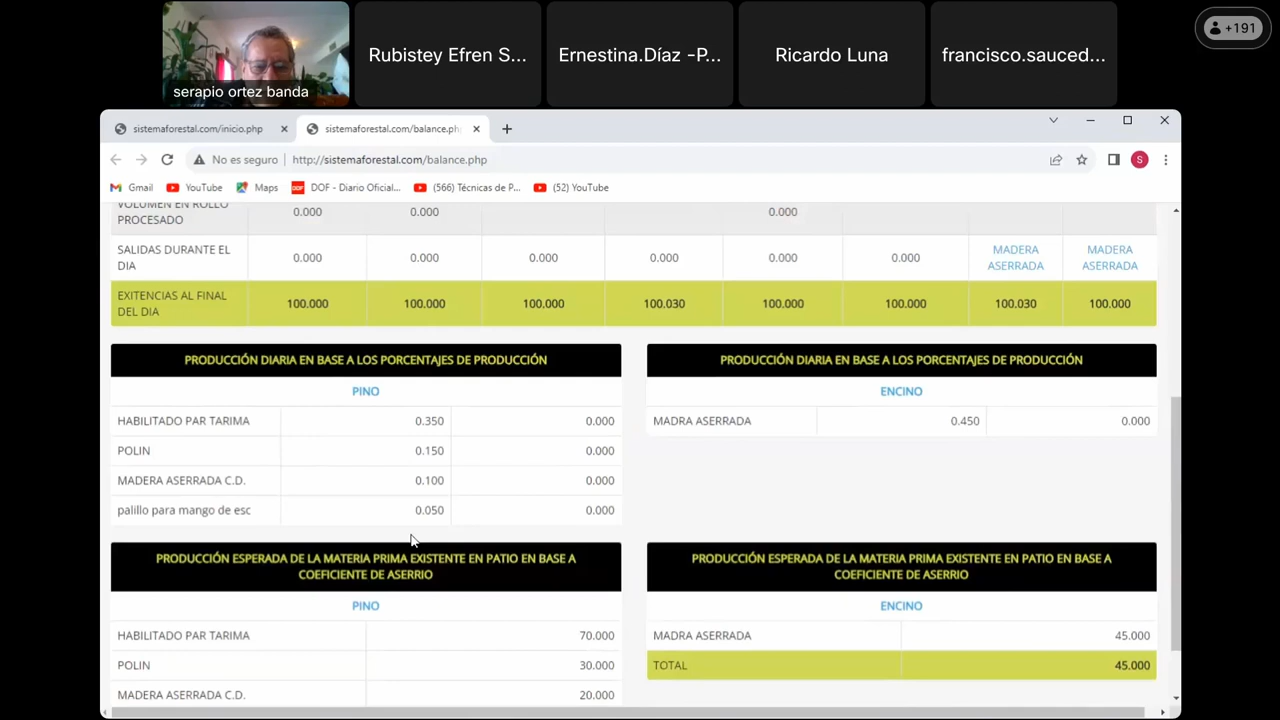 serapio ortez banda
Rubistey Efren S...
Ernestina.Díaz -P...
Ricardo Luna
francisco.sauced...
+191
sistemaforestal.com/inicio.php
sistemaforestal.com/balance.ph
No es seguro
http://sistemaforestal.com/balance.php
S
Gmail
YouTube
Maps
DOF
DOF - Diario Oficial...
(566) Técnicas de P...
(52) YouTube
VOLUMEN EN ROLLO
PROCESADO
0.000
0.000
0.000
SALIDAS DURANTE EL
DIA
0.000
0.000
0.000
0.000
0.000
0.000
MADERA
ASERRADA
MADERA
ASERRADA
EXITENCIAS AL FINAL
DEL DIA
100.000
100.000
100.000
100.030
100.000
100.000
100.030
100.000
PRODUCCIÓN DIARIA EN BASE A LOS PORCENTAJES DE PRODUCCIÓN
PINO
HABILITADO PAR TARIMA 0.350 0.000
POLIN 0.150 0.000
MADERA ASERRADA C.D. 0.100 0.000
palillo para mango de esc 0.050 0.000
PRODUCCIÓN DIARIA EN BASE A LOS PORCENTAJES DE PRODUCCIÓN
ENCINO
MADRA ASERRADA 0.450 0.000
PRODUCCIÓN ESPERADA DE LA MATERIA PRIMA EXISTENTE EN PATIO EN BASE A
COEFICIENTE DE ASERRIO
PINO
HABILITADO PAR TARIMA 70.000
POLIN 30.000
MADERA ASERRADA C.D. 20.000
PRODUCCIÓN ESPERADA DE LA MATERIA PRIMA EXISTENTE EN PATIO EN BASE A
COEFICIENTE DE ASERRIO
ENCINO
MADRA ASERRADA 45.000
TOTAL 45.000